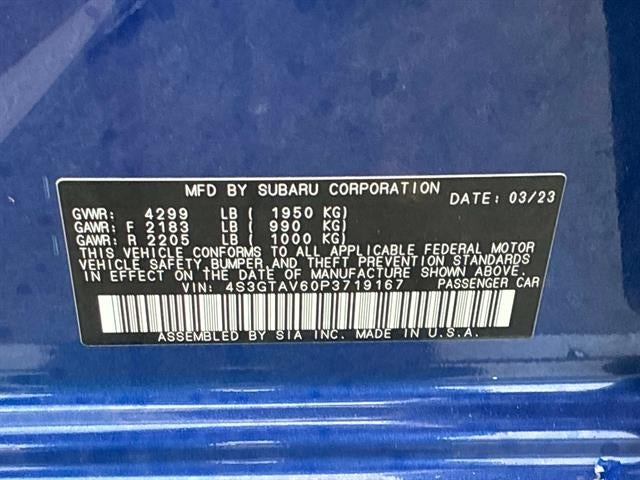 MFD BY SUBARU CORPORATION DATE: 03/23
GVWR: 4299 LB ( 1950 KG)
GAWR: F 2183 LB ( 990 KG)
GAWR: R 2205 LB ( 1000 KG)
THIS VEHICLE CONFORMS TO ALL APPLICABLE FEDERAL MOTOR
VEHICLE SAFETY, BUMPER, AND THEFT PREVENTION STANDARDS
IN EFFECT ON THE DATE OF MANUFACTURE SHOWN ABOVE.
VIN: 4S3GTAV60P3719167 PASSENGER CAR
ASSEMBLED BY SIA INC. MADE IN U.S.A.